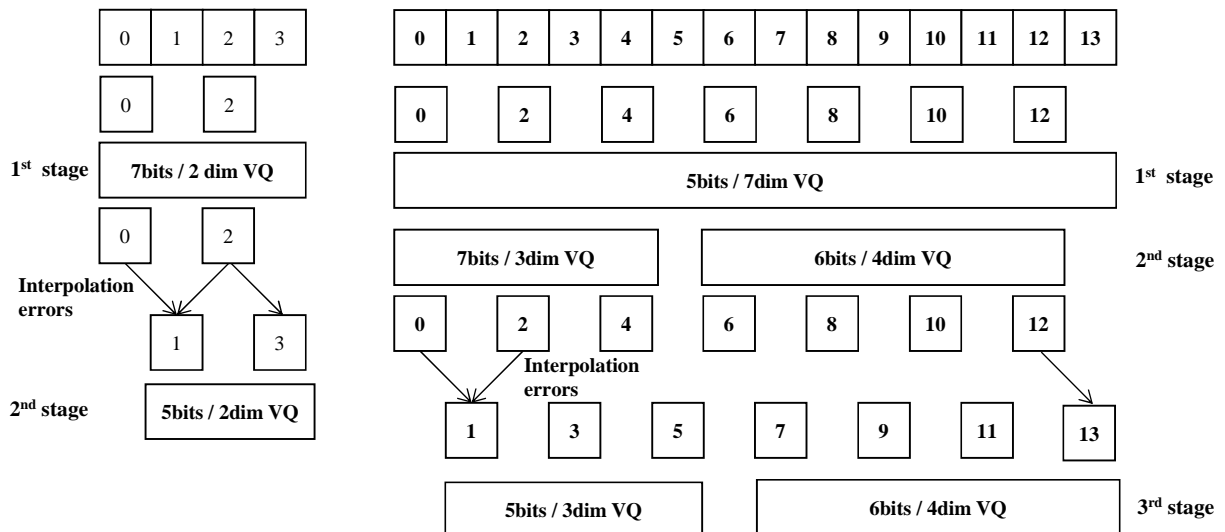 0 1 2 3
0 2
1st stage
7bits / 2 dim VQ
0 2
Interpolation
errors
1 3
2nd stage
5bits / 2dim VQ
0 1 2 3 4 5 6 7 8 9 10 11 12 13
0 2 4 6 8 10 12
5bits / 7dim VQ
1st stage
7bits / 3dim VQ 6bits / 4dim VQ
2nd stage
0 2 4 6 8 10 12
Interpolation
errors
1 3 5 7 9 11 13
5bits / 3dim VQ 6bits / 4dim VQ
3rd stage